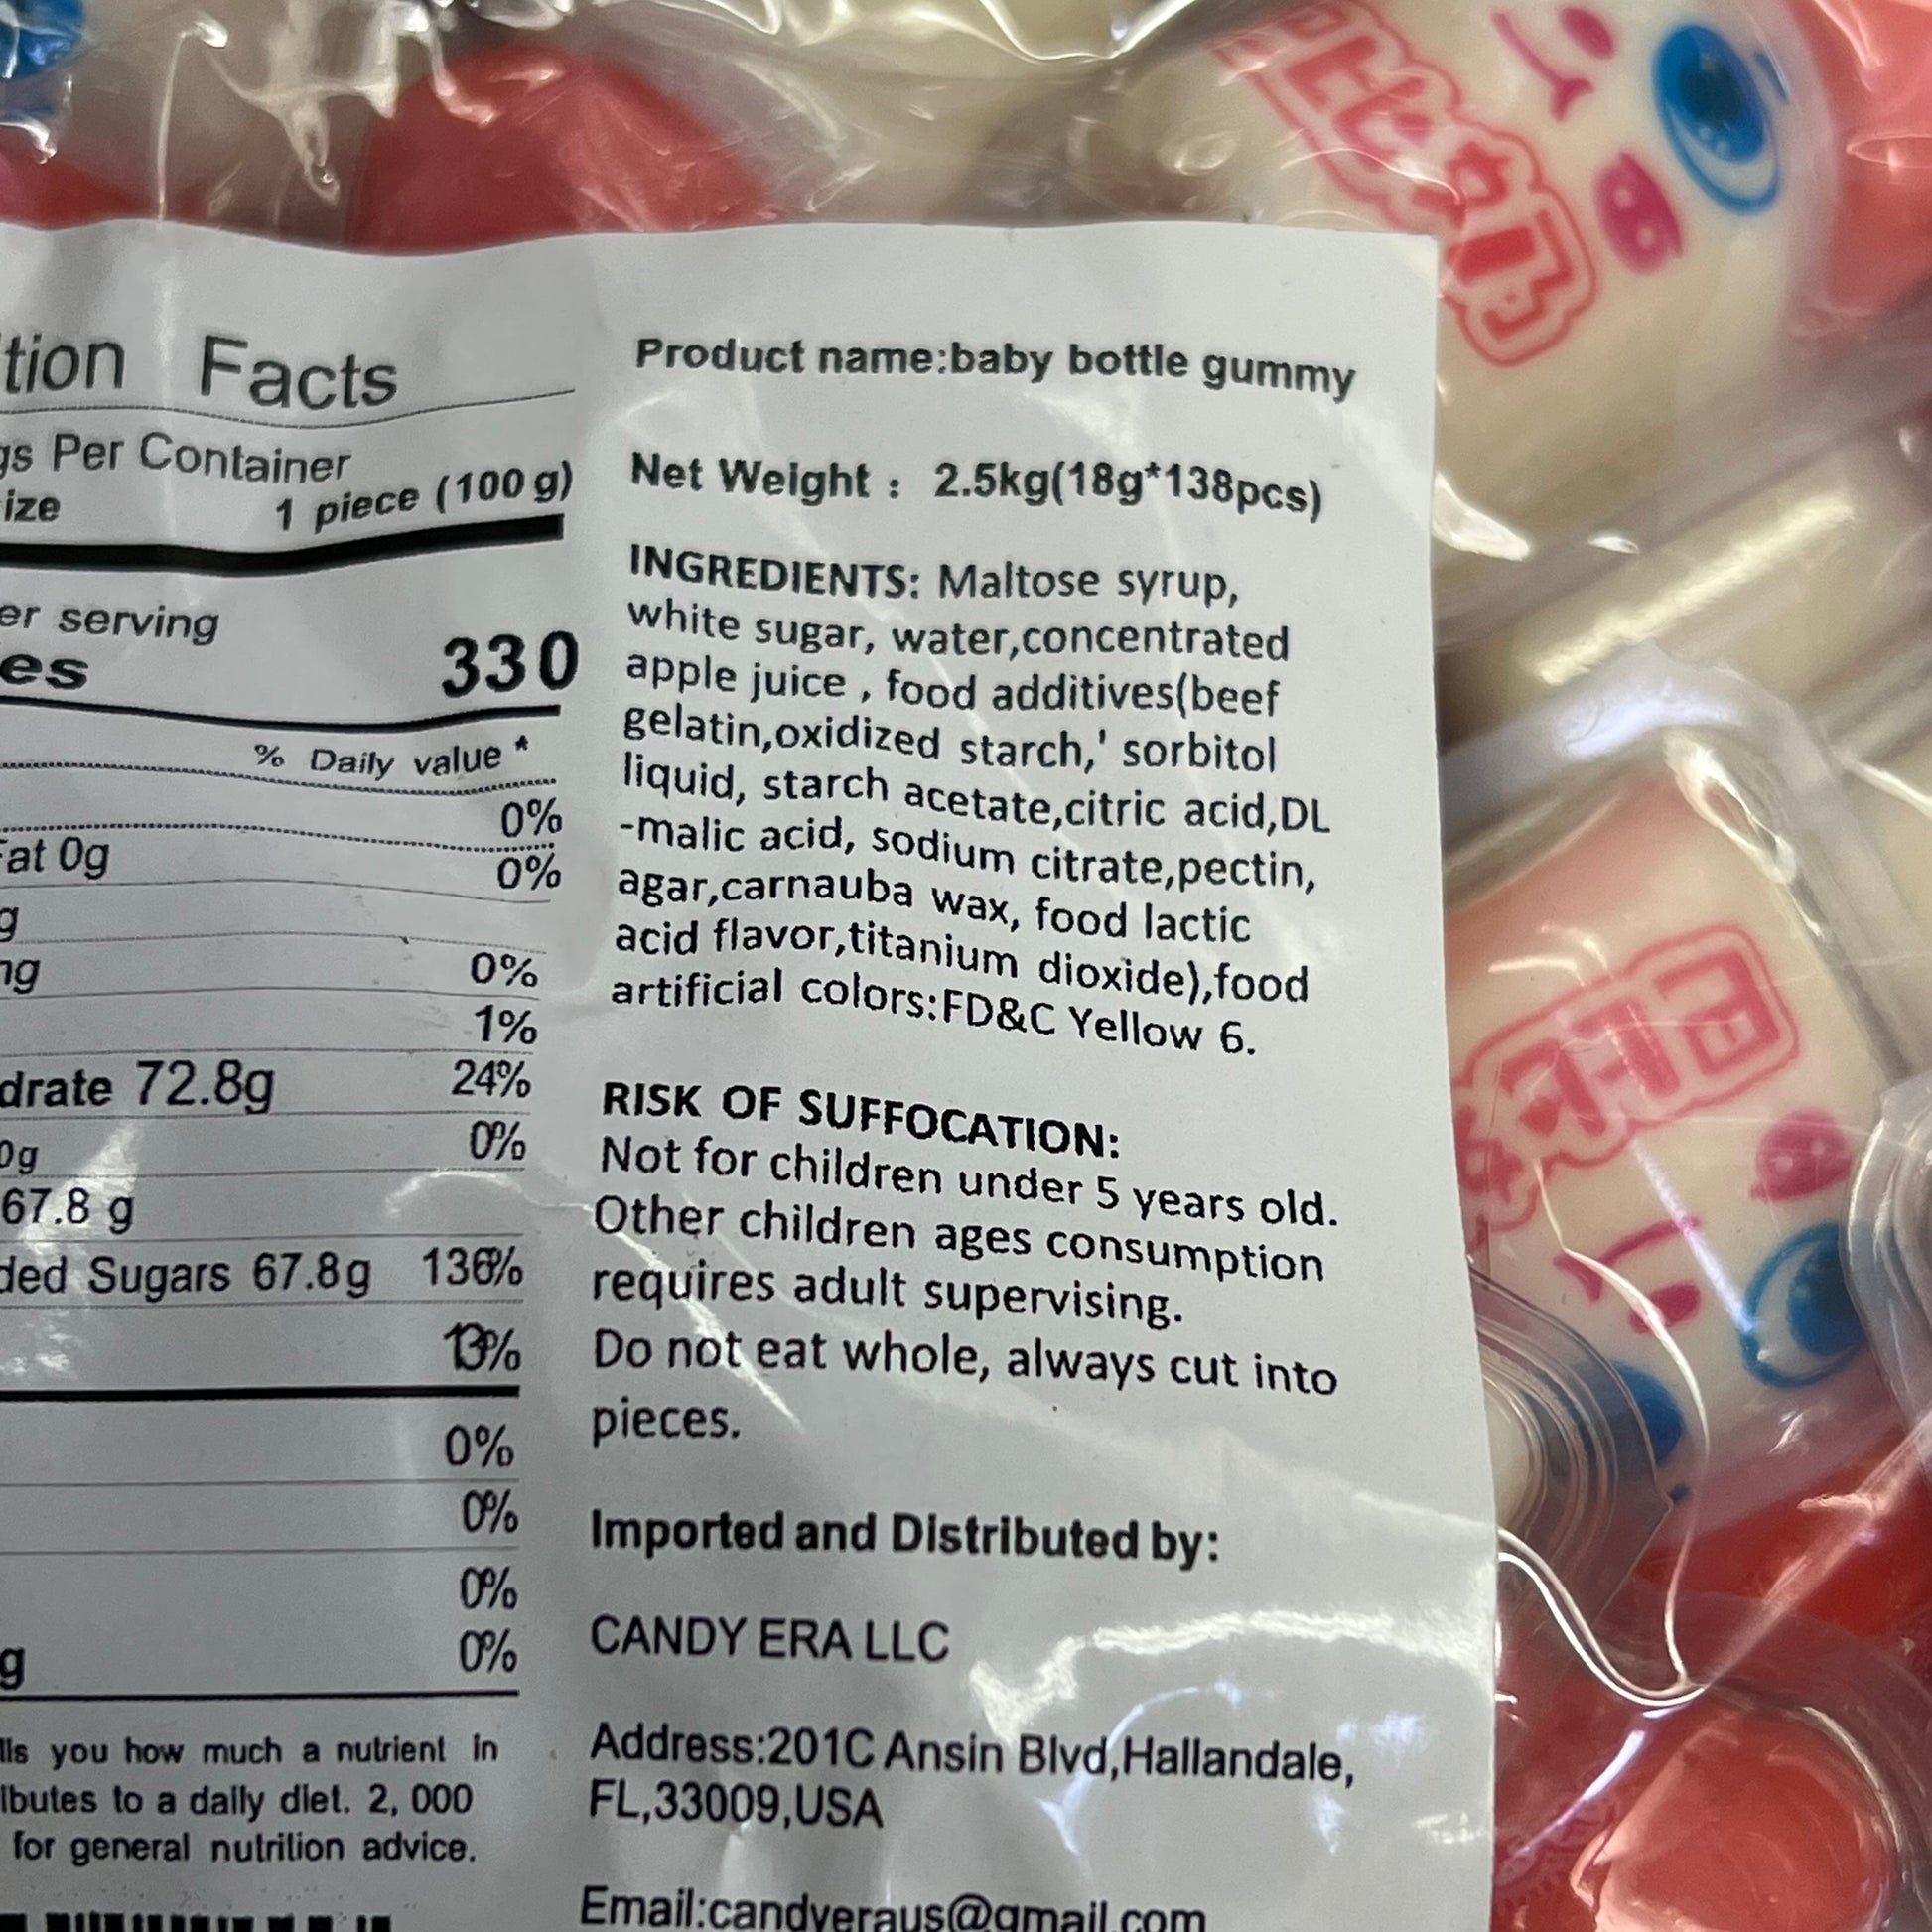 tion Facts
gs Per Container
ize 1 piece (100 g)
er serving
es 330
% Daily value *
0%
Fat 0g 0%
g
ng 0%
1%
drate 72.8g 24%
0g 0%
67.8 g
ded Sugars 67.8g 136%
13%
0%
0%
0%
g 0%
lls you how much a nutrient in
ibutes to a daily diet. 2, 000
for general nutrition advice.
Product name:baby bottle gummy
Net Weight : 2.5kg(18g*138pcs)
INGREDIENTS: Maltose syrup,
white sugar, water,concentrated
apple juice , food additives(beef
gelatin,oxidized starch,' sorbitol
liquid, starch acetate,citric acid,DL
-malic acid, sodium citrate,pectin,
agar,carnauba wax, food lactic
acid flavor,titanium dioxide),food
artificial colors:FD&C Yellow 6.
RISK OF SUFFOCATION:
Not for children under 5 years old.
Other children ages consumption
requires adult supervising.
Do not eat whole, always cut into
pieces.
Imported and Distributed by:
CANDY ERA LLC
Address:201C Ansin Blvd,Hallandale,
FL,33009,USA
Email:candyeraus@gmail.com